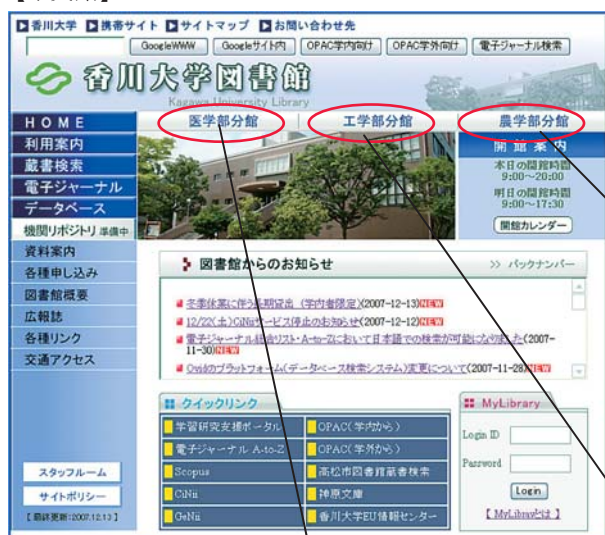 香川大学 携帯サイト サイトマップ お問い合わせ先
GoogleWWW Googleサイト内 OPAC学内向け OPAC学外向け 電子ジャーナル検索
香川大学図書館
Kagawa University Library
医学部分館 工学部分館 農学部分館
HOME
利用案内
蔵書検索
電子ジャーナル
データベース
機関リポジトリ 準備中
資料案内
各種申し込み
図書館概要
広報誌
各種リンク
交通アクセス
スタッフルーム
サイトポリシー
【最終更新:2007.12.13】
開館案内
本日の開館時間
9:00~20:00
明日の開館時間
9:00~17:30
開館カレンダー
図書館からのお知らせ >> バックナンバー
冬季休業に伴う長期貸出 (学内者限定)(2007-12-13)NEW
12/22(土)CiNiiサービス停止のお知らせ(2007-12-12)NEW
電子ジャーナル総合リスト・A-to-Zにおいて日本語での検索が可能になりました(2007-
11-30)NEW
Ovidのプラットフォーム(データベース検索システム)変更について(2007-11-28)NEW
クイックリンク
学習研究支援ポータル OPAC(学内から)
電子ジャーナル A-to-Z OPAC(学外から)
Scopus 高松市図書館蔵書検索
CiNii 神原文庫
GeNii 香川大学EU情報センター
MyLibrary
Login ID
Password
Login
【 MyLibraryとは 】